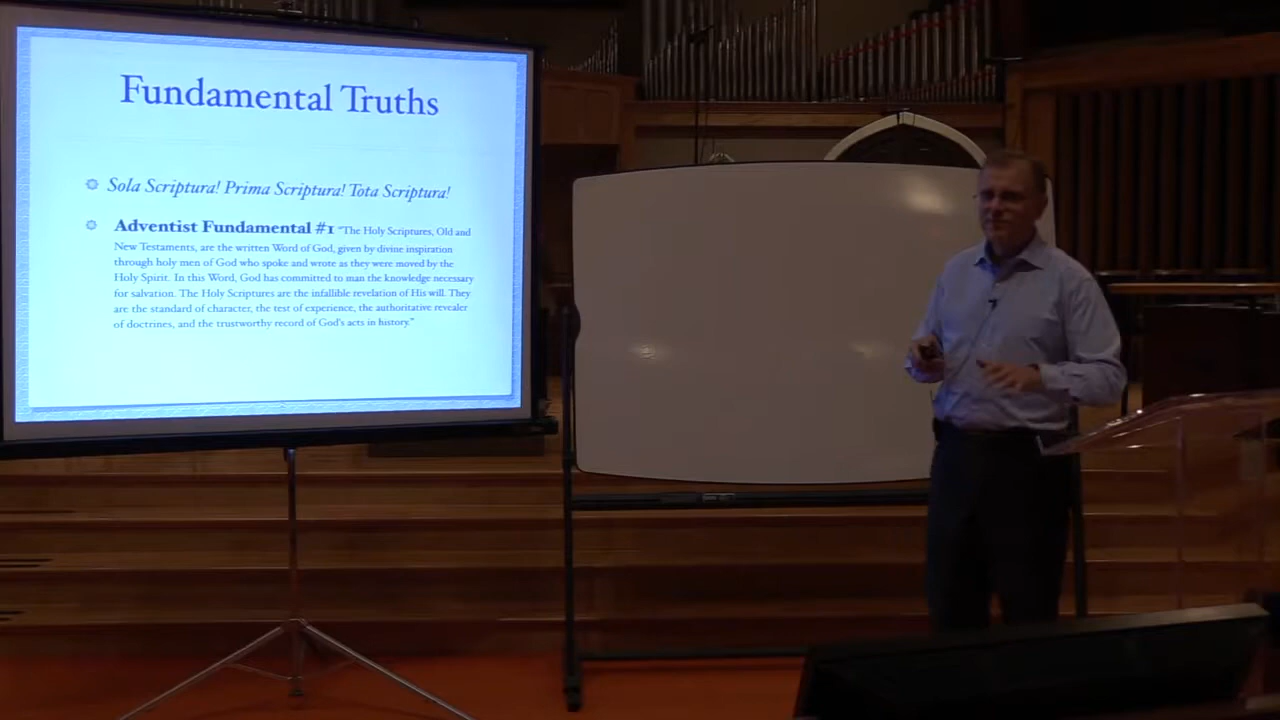 Fundamental Truths
Sola Scriptura! Prima Scriptura! Tota Scriptura!
Adventist Fundamental #1 "The Holy Scriptures, Old and
New Testaments, are the written Word of God, given by divine inspiration
through holy men of God who spoke and wrote as they were moved by the
Holy Spirit. In this Word, God has committed to man the knowledge necessary
for salvation. The Holy Scriptures are the infallible revelation of His will. They
are the standard of character, the test of experience, the authoritative revealer
of doctrines, and the trustworthy record of God's acts in history."